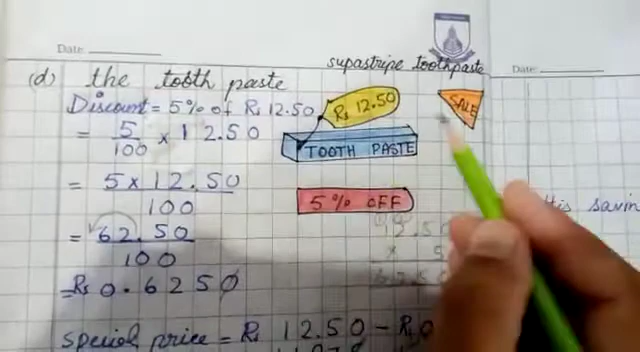 Date:
supastripe toothpaste
Date:
(d) the tooth paste
Discount = 5% of Rs 12.50
Rs 12.50
SALE
= 5/100 × 12.50
TOOTH PASTE
= 5 × 12.50
100
5% OFF
this savin
= 62.50
100
12.50
× 5
62.50
= Rs 0.6250
special price = Rs 12.50 - Rs 0